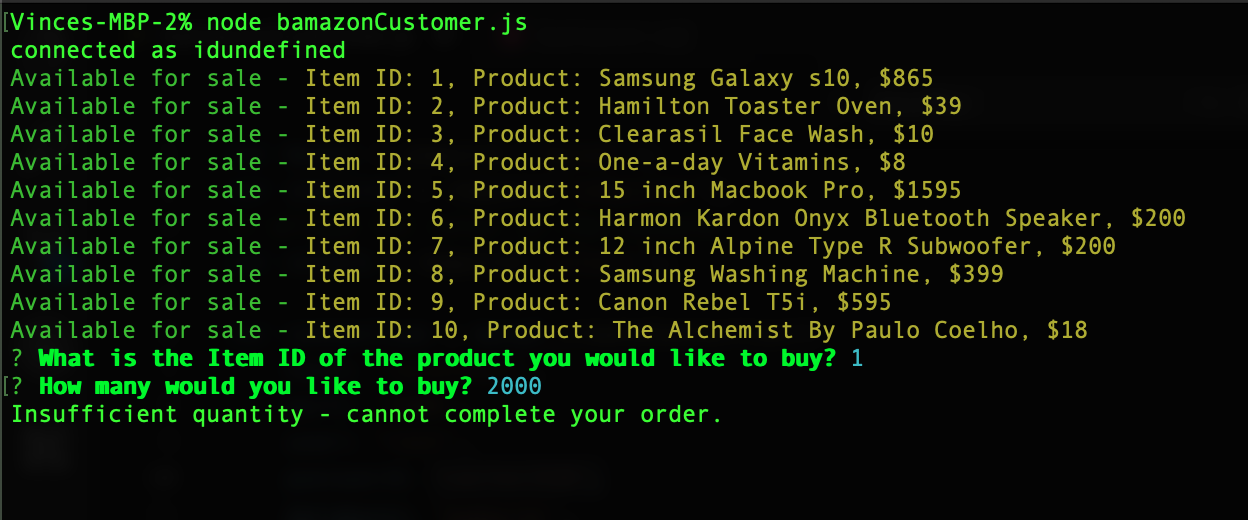 [Vinces-MBP-2% node bamazonCustomer.js
connected as idundefined
Available for sale - Item ID: 1, Product: Samsung Galaxy s10, $865
Available for sale - Item ID: 2, Product: Hamilton Toaster Oven, $39
Available for sale - Item ID: 3, Product: Clearasil Face Wash, $10
Available for sale - Item ID: 4, Product: One-a-day Vitamins, $8
Available for sale - Item ID: 5, Product: 15 inch Macbook Pro, $1595
Available for sale - Item ID: 6, Product: Harmon Kardon Onyx Bluetooth Speaker, $200
Available for sale - Item ID: 7, Product: 12 inch Alpine Type R Subwoofer, $200
Available for sale - Item ID: 8, Product: Samsung Washing Machine, $399
Available for sale - Item ID: 9, Product: Canon Rebel T5i, $595
Available for sale - Item ID: 10, Product: The Alchemist By Paulo Coelho, $18
? What is the Item ID of the product you would like to buy? 1
[? How many would you like to buy? 2000
Insufficient quantity - cannot complete your order.